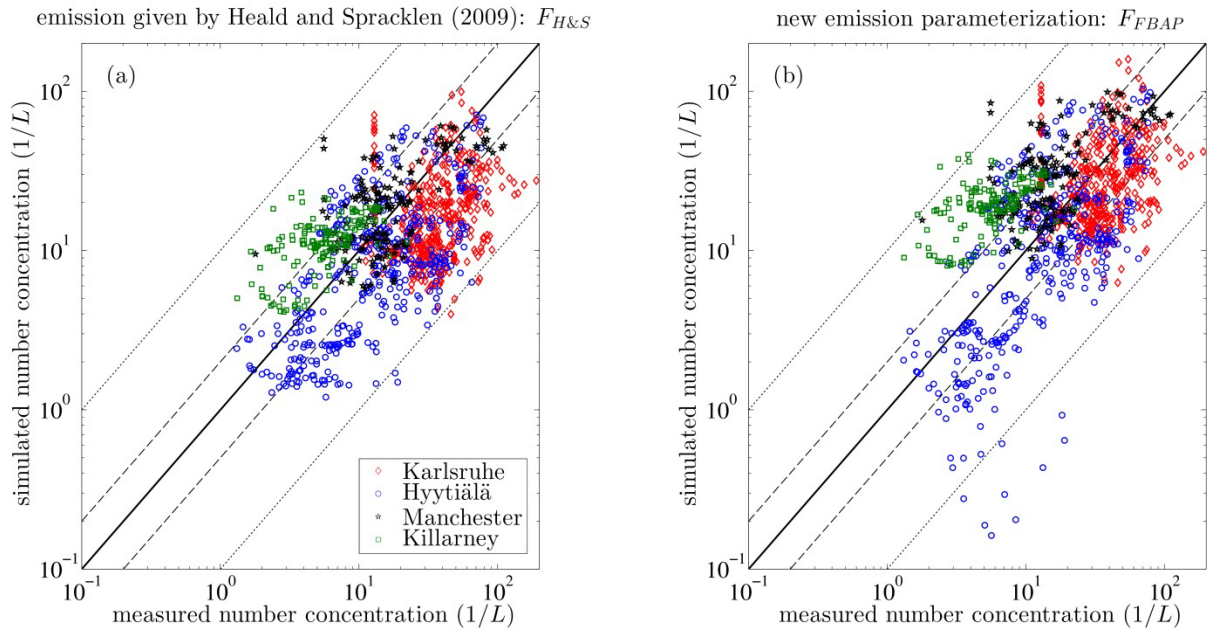 emission given by Heald and Spracklen (2009): F_{H&S}
(a)
10^2
10^1
10^0
10^{-1}
simulated number concentration (1/L)
Karlsruhe
Hyytiälä
Manchester
Killarney
10^{-1}
10^0
10^1
10^2
measured number concentration (1/L)
new emission parameterization: F_{FBAP}
(b)
10^2
10^1
10^0
10^{-1}
simulated number concentration (1/L)
10^{-1}
10^0
10^1
10^2
measured number concentration (1/L)